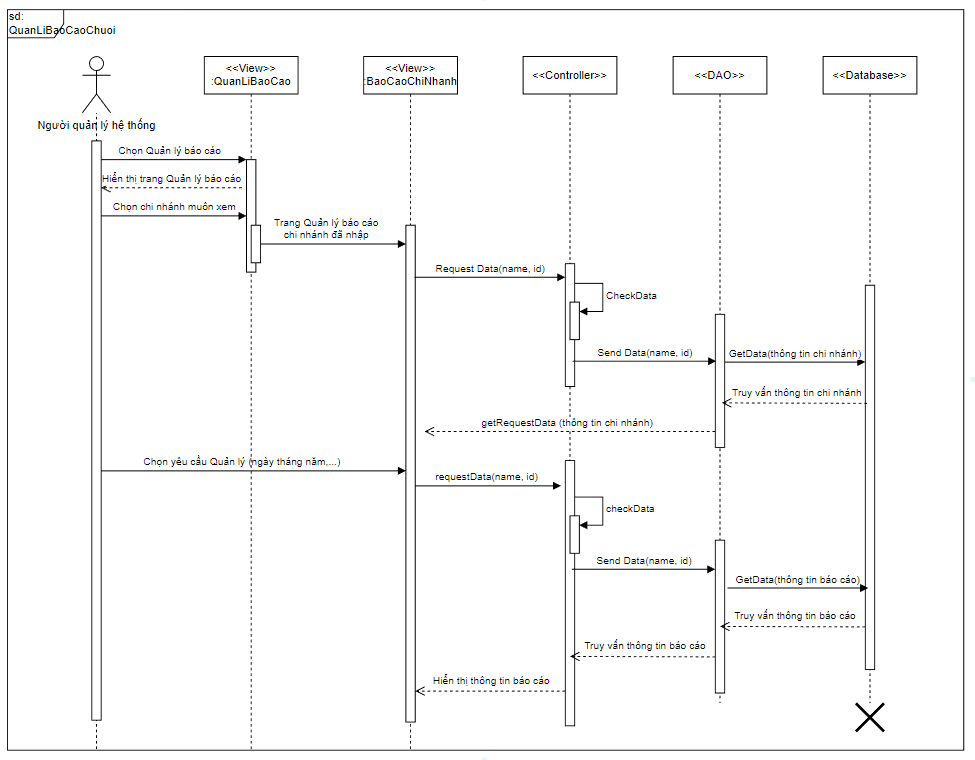 sd:
QuanLiBaoCaoChuoi
<<View>>
:QuanLiBaoCao
<<View>>
:BaoCaoChiNhanh
<<Controller>>
<<DAO>>
<<Database>>
Người quản lý hệ thống
Chọn Quản lý báo cáo
Hiển thị trang Quản lý báo cáo
Chọn chi nhánh muôn xem
Trang Quản lý báo cáo
chi nhánh đã nhập
Request Data(name, id)
CheckData
Send Data(name, id)
GetData(thông tin chi nhánh)
Truy vấn thông tin chi nhánh
getRequestData (thông tin chi nhánh)
Chọn yêu cầu Quản lý (ngày tháng năm,...)
requestData(name, id)
checkData
Send Data(name, id)
GetData(thông tin báo cáo)
Truy vấn thông tin báo cáo
Truy vấn thông tin báo cáo
Hiển thị thông tin báo cáo